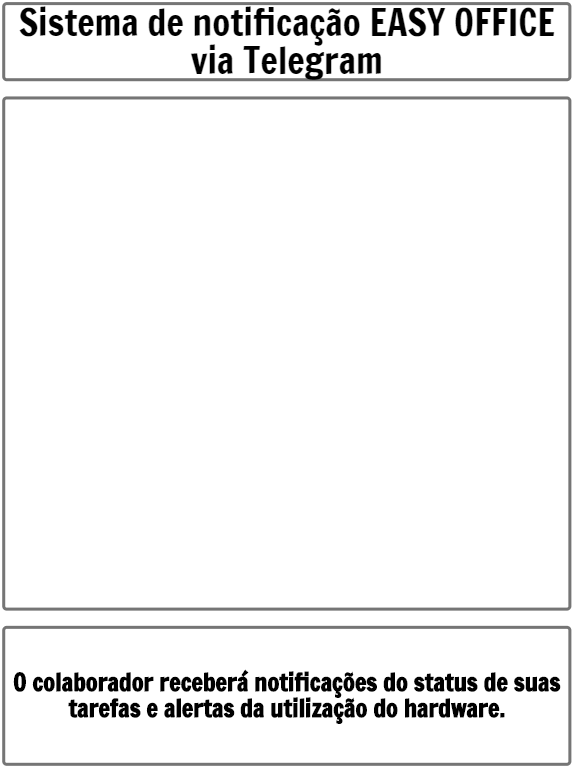 Sistema de notificação EASY OFFICE
via Telegram
O colaborador receberá notificações do status de suas
tarefas e alertas da utilização do hardware.